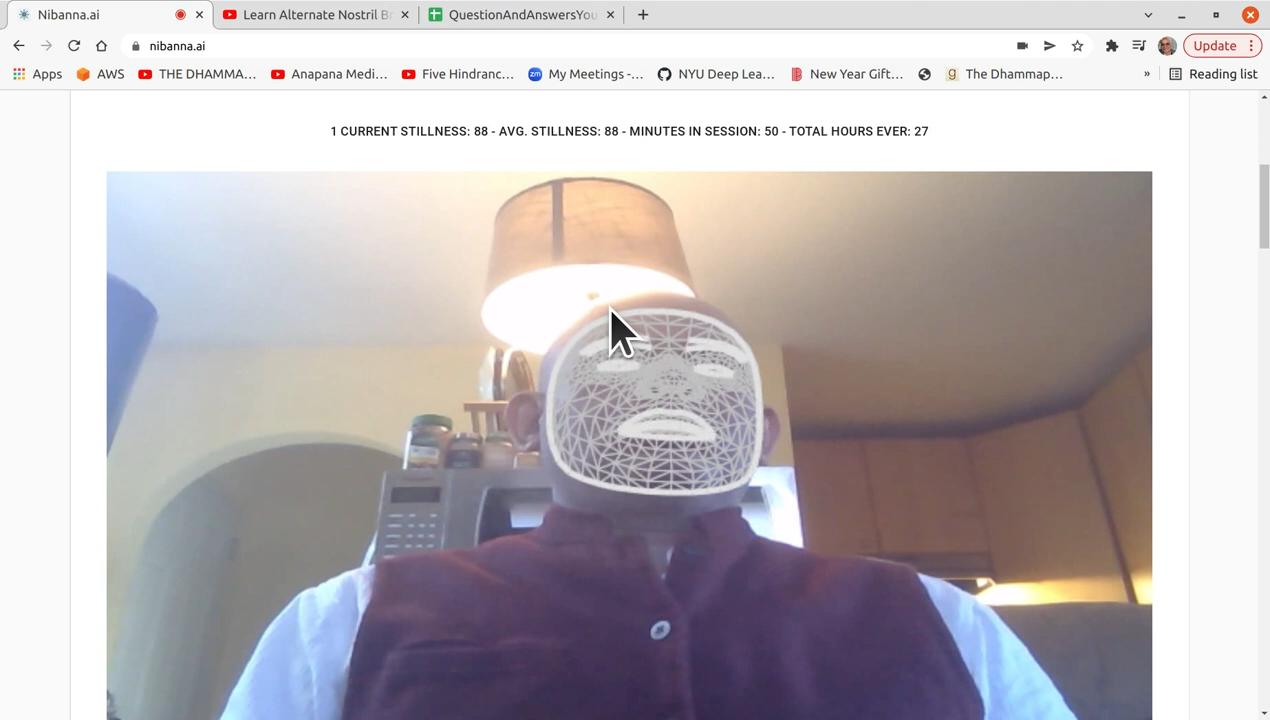 Nibanna.ai
Learn Alternate Nostril B
QuestionAndAnswersYou
nibanna.ai
Update
Apps
AWS
THE DHAMMA…
Anapana Medi…
Five Hindranc…
zm
My Meetings -…
NYU Deep Lea…
New Year Gift…
g
The Dhammap…
»
Reading list
1 CURRENT STILLNESS: 88 - AVG. STILLNESS: 88 - MINUTES IN SESSION: 50 - TOTAL HOURS EVER: 27